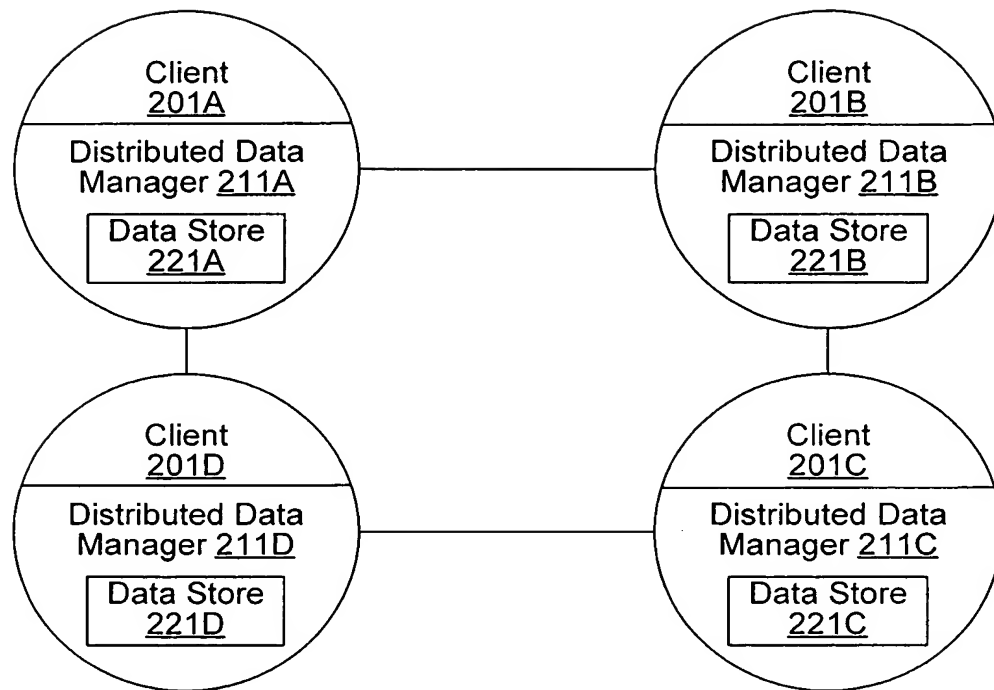 Client
201A
Distributed Data
Manager 211A
Data Store
221A
Client
201B
Distributed Data
Manager 211B
Data Store
221B
Client
201D
Distributed Data
Manager 211D
Data Store
221D
Client
201C
Distributed Data
Manager 211C
Data Store
221C